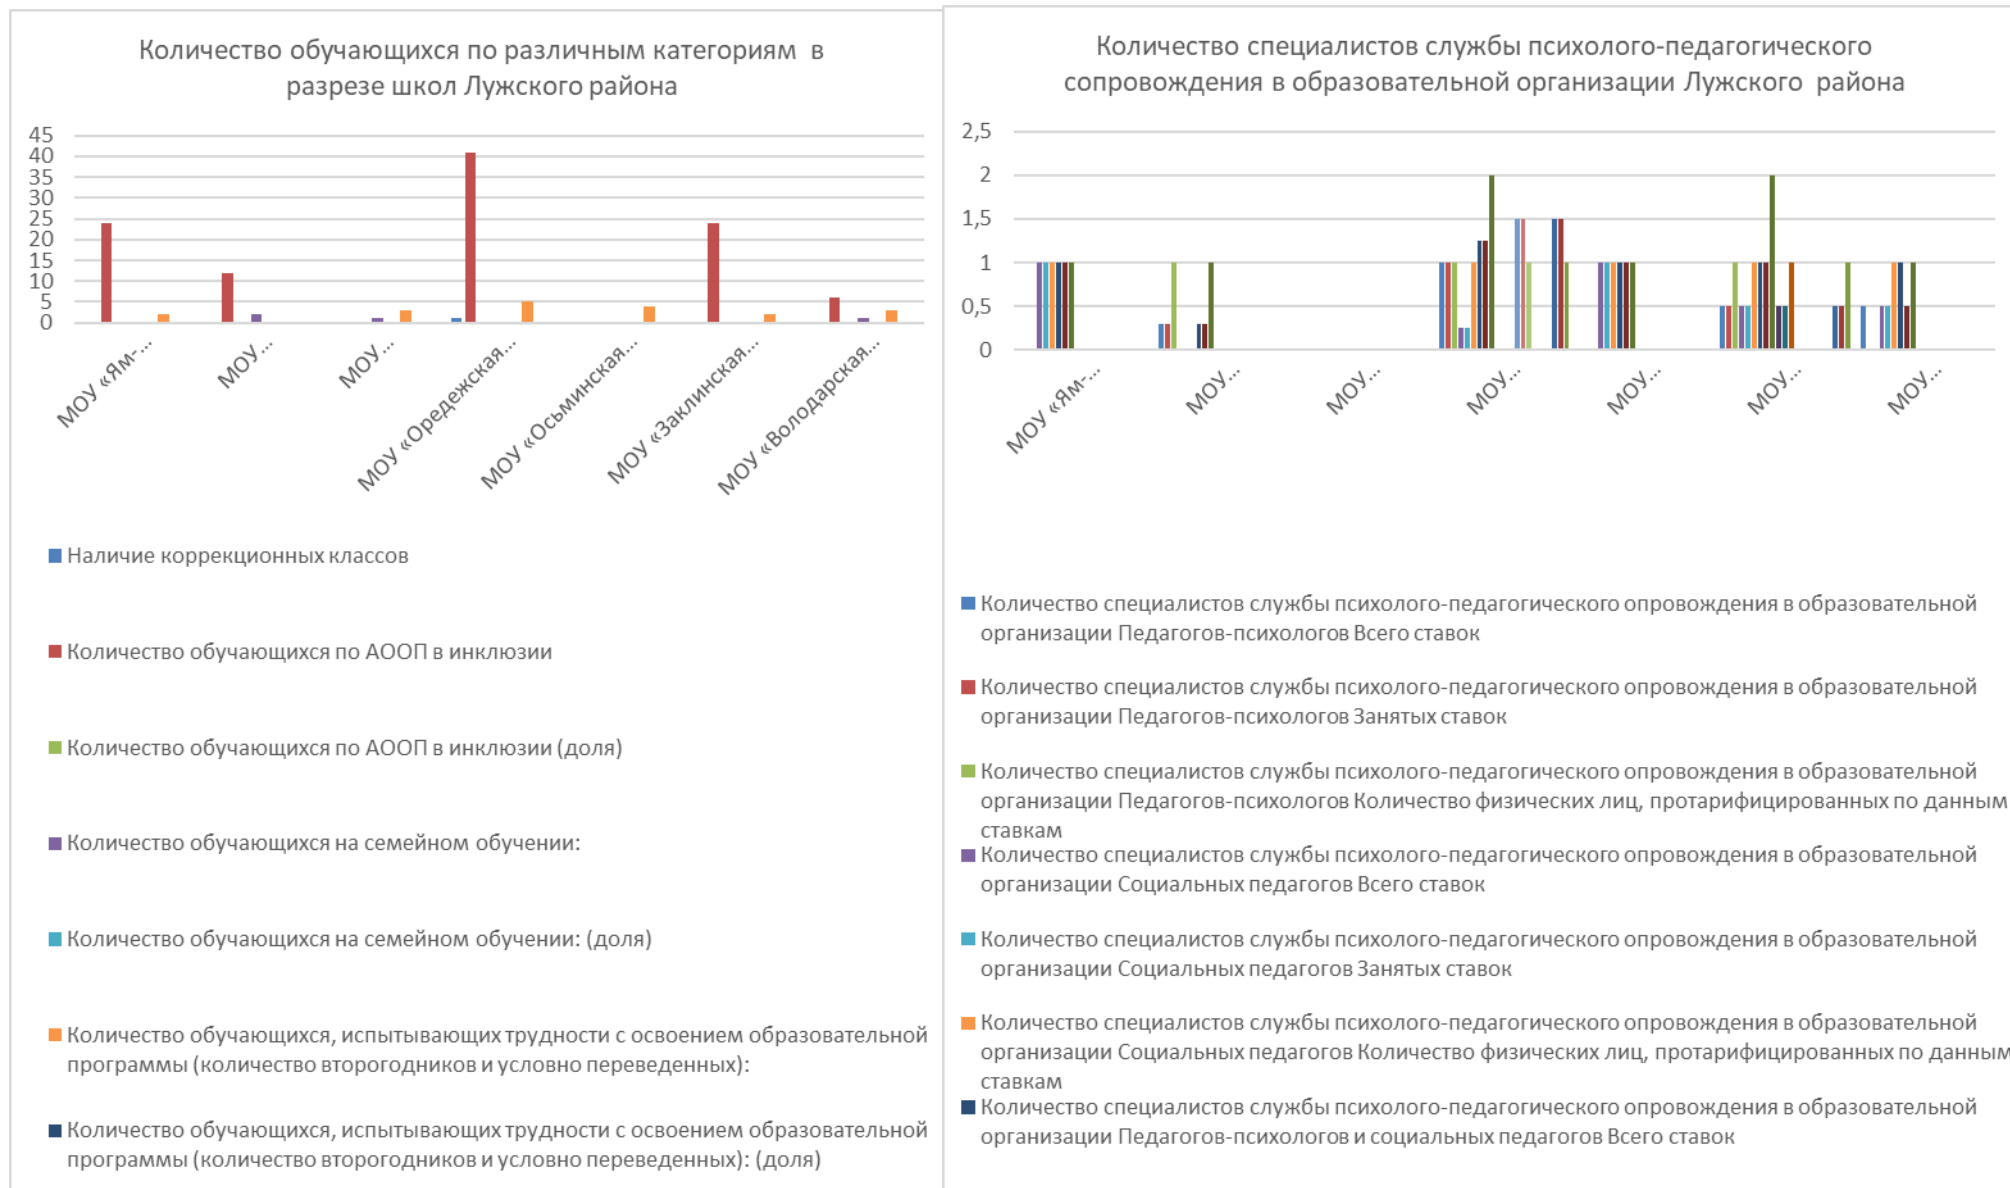 Количество обучающихся по различным категориям в
разрезе школ Лужского района
45
40
35
30
25
20
15
10
5
0
МОУ «Ям-...
МОУ...
МОУ...
МОУ «Оредежская...
МОУ «Осьминская...
МОУ «Заклинская...
МОУ «Володарская...
Наличие коррекционных классов
Количество обучающихся по АООП в инклюзии
Количество обучающихся по АООП в инклюзии (доля)
Количество обучающихся на семейном обучении:
Количество обучающихся на семейном обучении: (доля)
Количество обучающихся, испытывающих трудности с освоением образовательной
программы (количество второгодников и условно переведенных):
Количество обучающихся, испытывающих трудности с освоением образовательной
программы (количество второгодников и условно переведенных): (доля)
Количество специалистов службы психолого-педагогического
сопровождения в образовательной организации Лужского района
2,5
2
1,5
1
0,5
0
МОУ «Ям-...
МОУ...
МОУ...
МОУ...
МОУ...
МОУ...
МОУ...
Количество специалистов службы психолого-педагогического опровождения в образовательной
организации Педагогов-психологов Всего ставок
Количество специалистов службы психолого-педагогического опровождения в образовательной
организации Педагогов-психологов Занятых ставок
Количество специалистов службы психолого-педагогического опровождения в образовательной
организации Педагогов-психологов Количество физических лиц, протарифицированных по данным
ставкам
Количество специалистов службы психолого-педагогического опровождения в образовательной
организации Социальных педагогов Всего ставок
Количество специалистов службы психолого-педагогического опровождения в образовательной
организации Социальных педагогов Занятых ставок
Количество специалистов службы психолого-педагогического опровождения в образовательной
организации Социальных педагогов Количество физических лиц, протарифицированных по данным
ставкам
Количество специалистов службы психолого-педагогического опровождения в образовательной
организации Педагогов-психологов и социальных педагогов Всего ставок